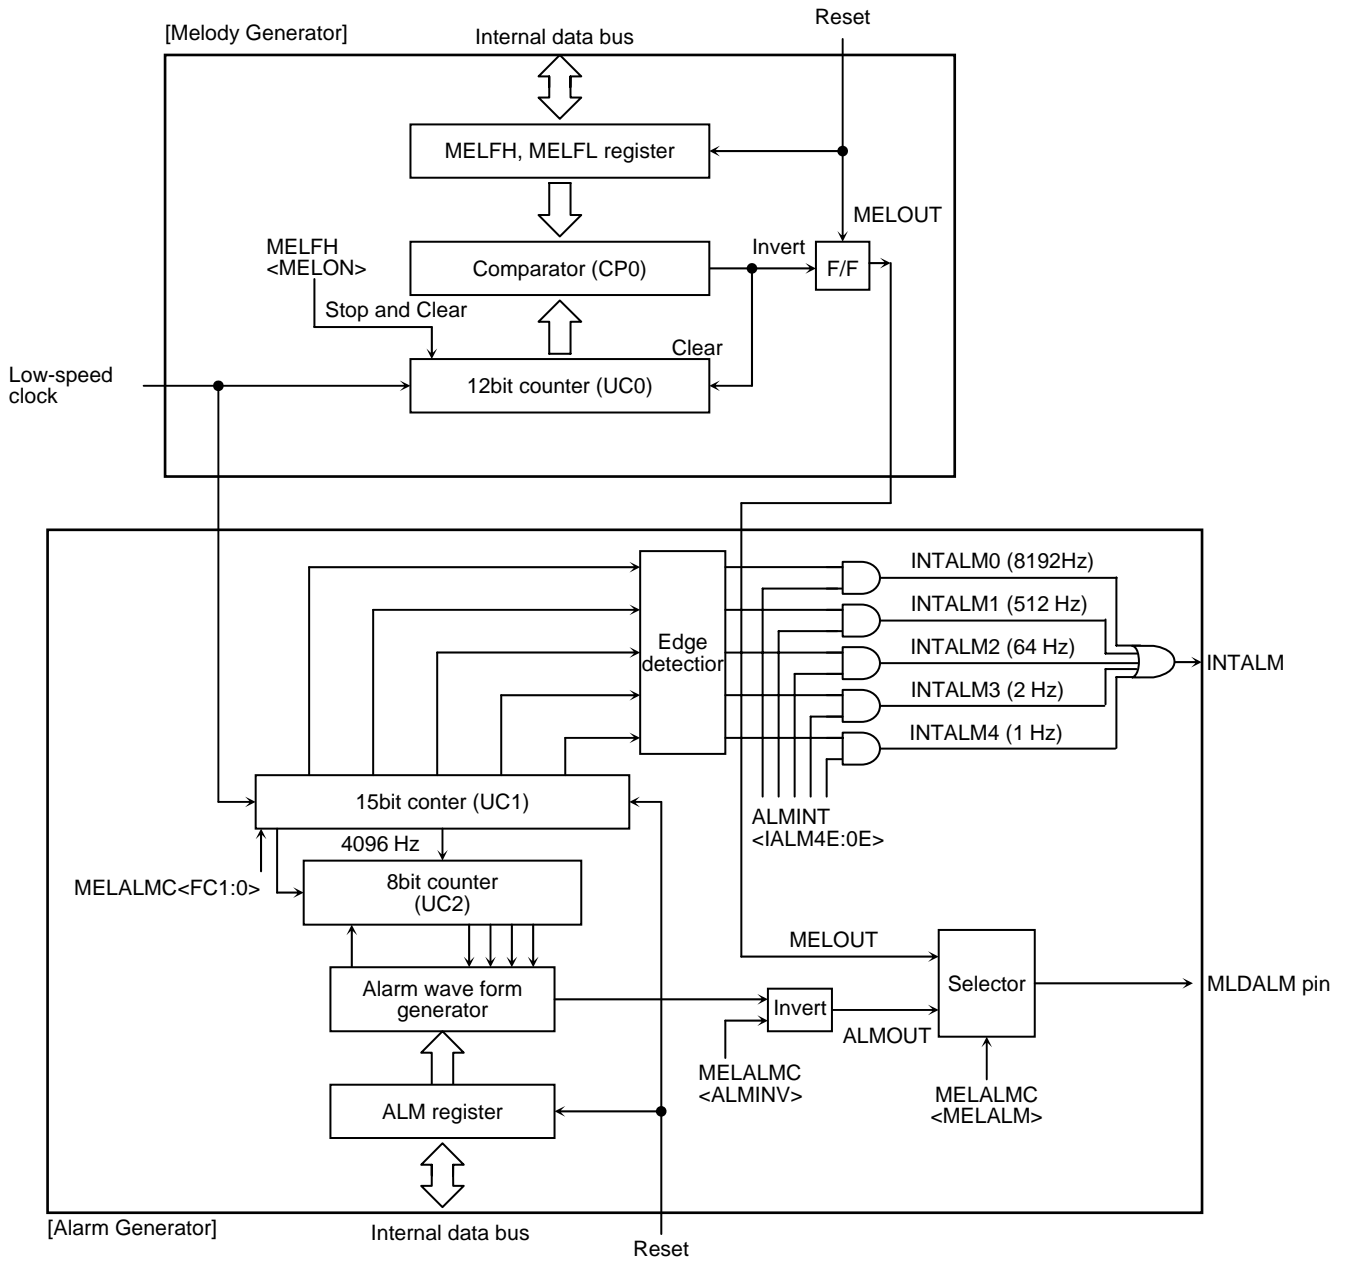 Reset
[Melody Generator]
Internal data bus
MELFH, MELFL register
MELOUT
MELFH
<MELON>
Invert
Comparator (CP0)
F/F
Stop and Clear
Clear
Low-speed
clock
12bit counter (UC0)
INTALM0 (8192Hz)
INTALM1 (512 Hz)
Edge
detection
INTALM2 (64 Hz)
INTALM
INTALM3 (2 Hz)
INTALM4 (1 Hz)
15bit conter (UC1)
ALMINT
<IALM4E:0E>
4096 Hz
MELALMC<FC1:0>
8bit counter
(UC2)
MELOUT
Selector
MLDALM pin
Alarm wave form
generator
Invert
ALMOUT
MELALMC
<ALMINV>
MELALMC
<MELALM>
ALM register
[Alarm Generator]
Internal data bus
Reset